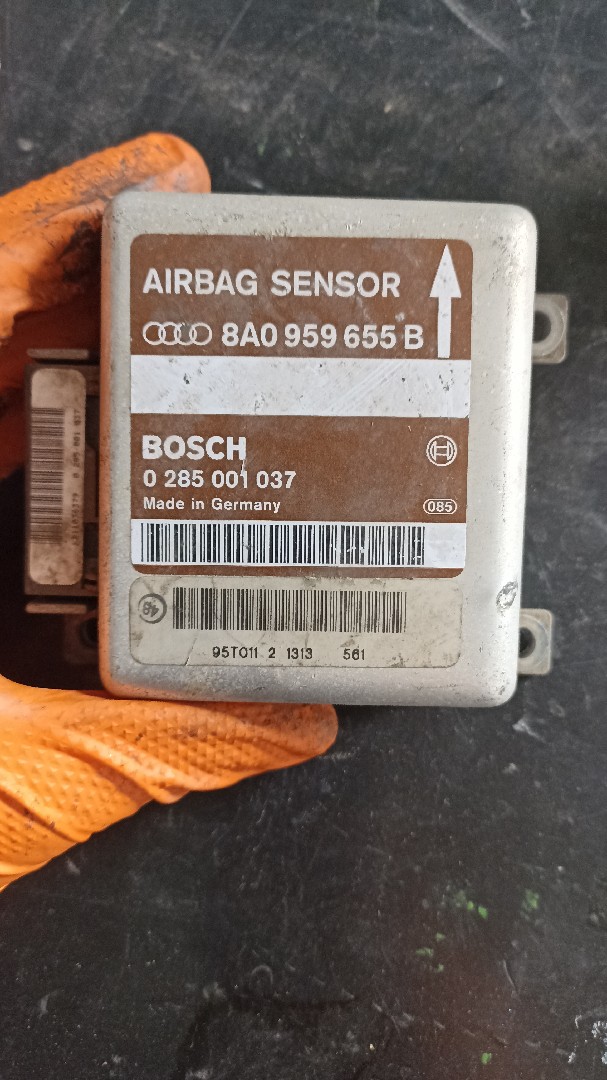 AIRBAG SENSOR
8A0 959 655 B
BOSCH
0 285 001 037
Made in Germany
085
48
95T011 2 1313 561